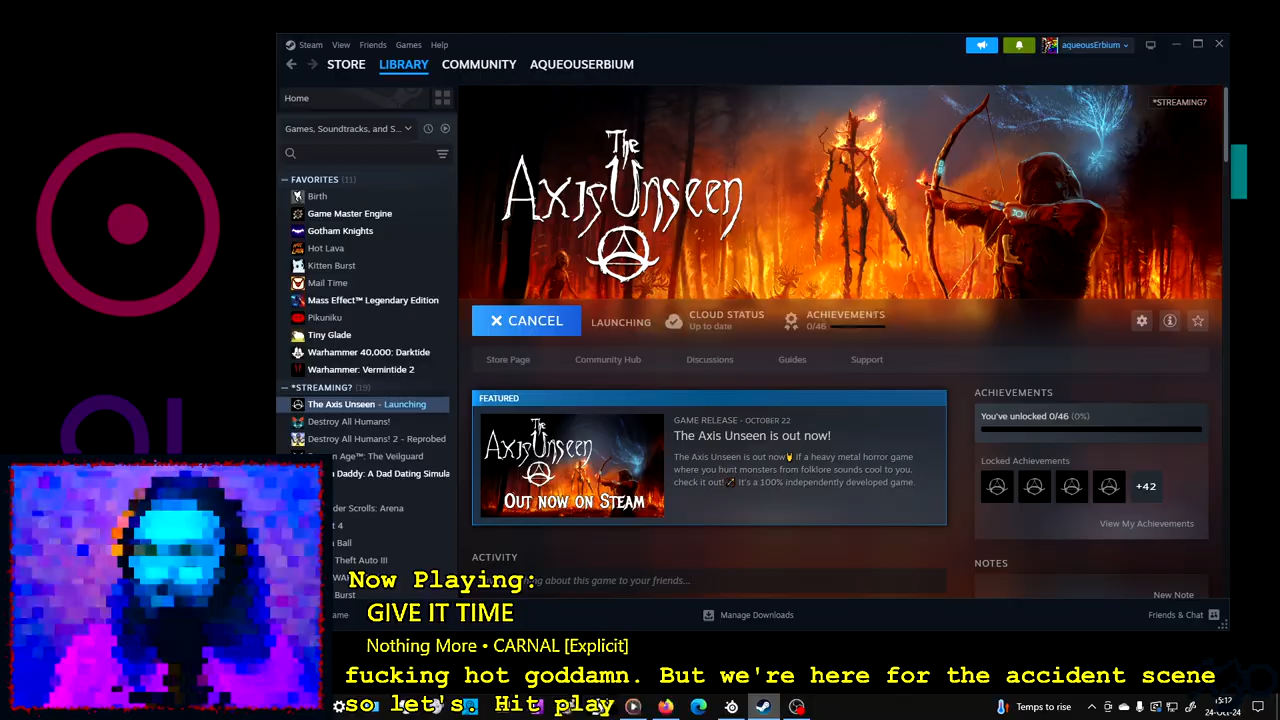 Steam View Friends Games Help
aqueousErbium
STORE LIBRARY COMMUNITY AQUEOUSERBIUM
Home
Games, Soundtracks, and S...
FAVORITES (11)
Birth
Game Master Engine
Gotham Knights
Hot Lava
Kitten Burst
Mail Time
Mass Effect™ Legendary Edition
Pikuniku
Tiny Glade
Warhammer 40,000: Darktide
Warhammer: Vermintide 2
*STREAMING? (19)
The Axis Unseen - Launching
Destroy All Humans!
Destroy All Humans! 2 - Reprobed
Age™: The Veilguard
Daddy: A Dad Dating Simula
Scrolls: Arena
Ball
Theft Auto III
Burst
*STREAMING?
The Axis Unseen
CANCEL
LAUNCHING
CLOUD STATUS
Up to date
ACHIEVEMENTS
0/46
Store Page Community Hub Discussions Guides Support
FEATURED
The Axis Unseen
Out now on Steam
GAME RELEASE - OCTOBER 22
The Axis Unseen is out now!
The Axis Unseen is out now🤘 If a heavy metal horror game
where you hunt monsters from folklore sounds cool to you,
check it out!🏹 It's a 100% independently developed game.
ACTIVITY
about this game to your friends...
ACHIEVEMENTS
You've unlocked 0/46 (0%)
Locked Achievements
+42
View My Achievements
NOTES
New Note
Manage Downloads
Friends & Chat
Now Playing:
GIVE IT TIME
Nothing More • CARNAL [Explicit]
fucking hot goddamn. But we're here for the accident scene
so let's. Hit play
Temps to rise
15:12
24-Oct-24